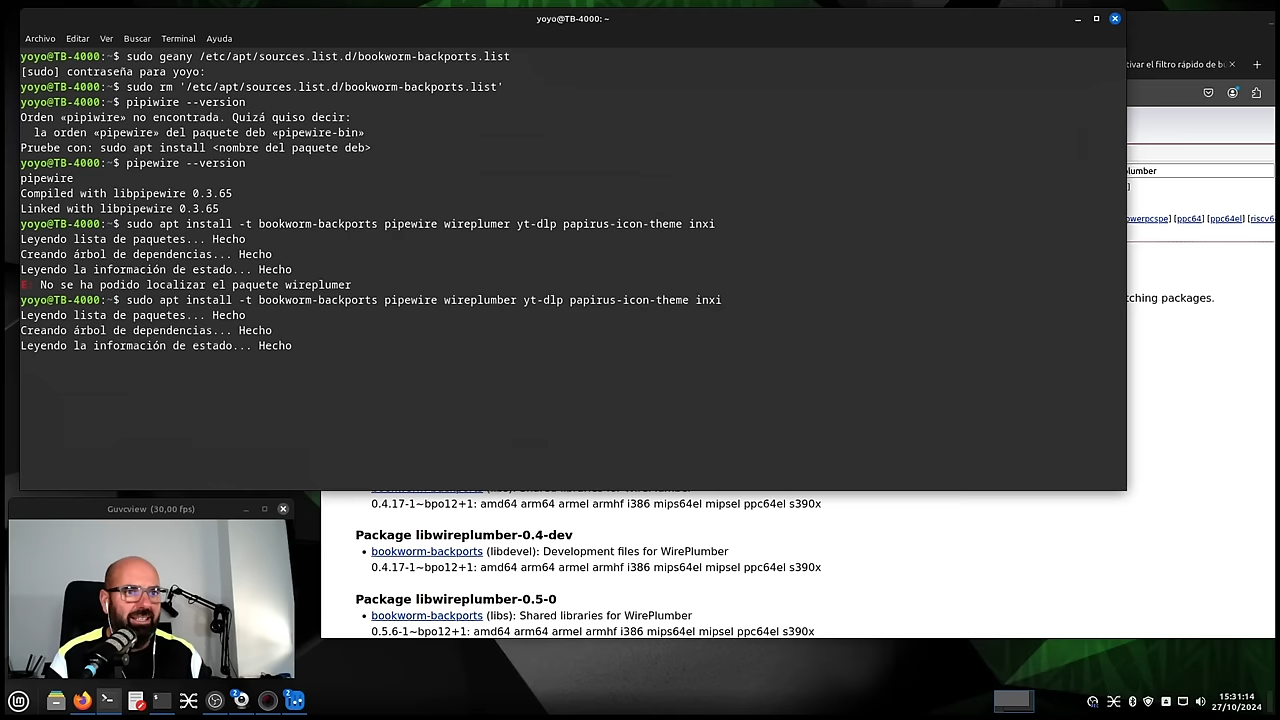 yoyo@TB-4000: ~
Archivo Editar Ver Buscar Terminal Ayuda
yoyo@TB-4000:~$ sudo geany /etc/apt/sources.list.d/bookworm-backports.list
[sudo] contraseña para yoyo:
yoyo@TB-4000:~$ sudo rm '/etc/apt/sources.list.d/bookworm-backports.list'
yoyo@TB-4000:~$ pipiwire --version
Orden «pipiwire» no encontrada. Quizá quiso decir:
la orden «pipewire» del paquete deb «pipewire-bin»
Pruebe con: sudo apt install <nombre del paquete deb>
yoyo@TB-4000:~$ pipewire --version
pipewire
Compiled with libpipewire 0.3.65
Linked with libpipewire 0.3.65
yoyo@TB-4000:~$ sudo apt install -t bookworm-backports pipewire wireplumer yt-dlp papirus-icon-theme inxi
Leyendo lista de paquetes... Hecho
Creando árbol de dependencias... Hecho
Leyendo la información de estado... Hecho
E: No se ha podido localizar el paquete wireplumer
yoyo@TB-4000:~$ sudo apt install -t bookworm-backports pipewire wireplumber yt-dlp papirus-icon-theme inxi
Leyendo lista de paquetes... Hecho
Creando árbol de dependencias... Hecho
Leyendo la información de estado... Hecho
tivar el filtro rápido de
lumber
]
owerpcspe] [ppc64] [ppc64el] [riscv6
tching packages.
0.4.17-1~bpo12+1: amd64 arm64 armel armhf i386 mips64el mipsel ppc64el s390x
Package libwireplumber-0.4-dev
• bookworm-backports (libdevel): Development files for WirePlumber
0.4.17-1~bpo12+1: amd64 arm64 armel armhf i386 mips64el mipsel ppc64el s390x
Package libwireplumber-0.5-0
• bookworm-backports (libs): Shared libraries for WirePlumber
0.5.6-1~bpo12+1: amd64 arm64 armel armhf i386 mips64el mipsel ppc64el s390x
Guvcview (30,00 fps)
2
2
15:31:14
27/10/2024